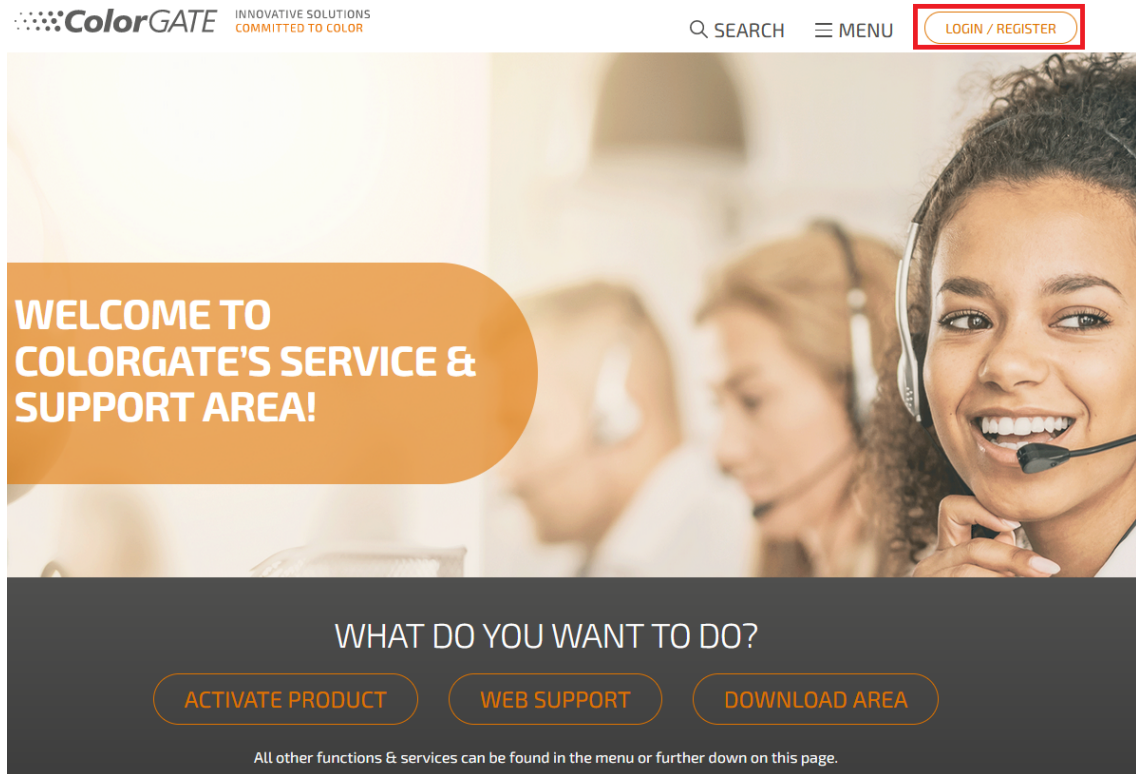 ColorGATE
INNOVATIVE SOLUTIONS
COMMITTED TO COLOR
SEARCH
MENU
LOGIN / REGISTER
WELCOME TO
COLORGATE'S SERVICE &
SUPPORT AREA!
WHAT DO YOU WANT TO DO?
ACTIVATE PRODUCT
WEB SUPPORT
DOWNLOAD AREA
All other functions & services can be found in the menu or further down on this page.